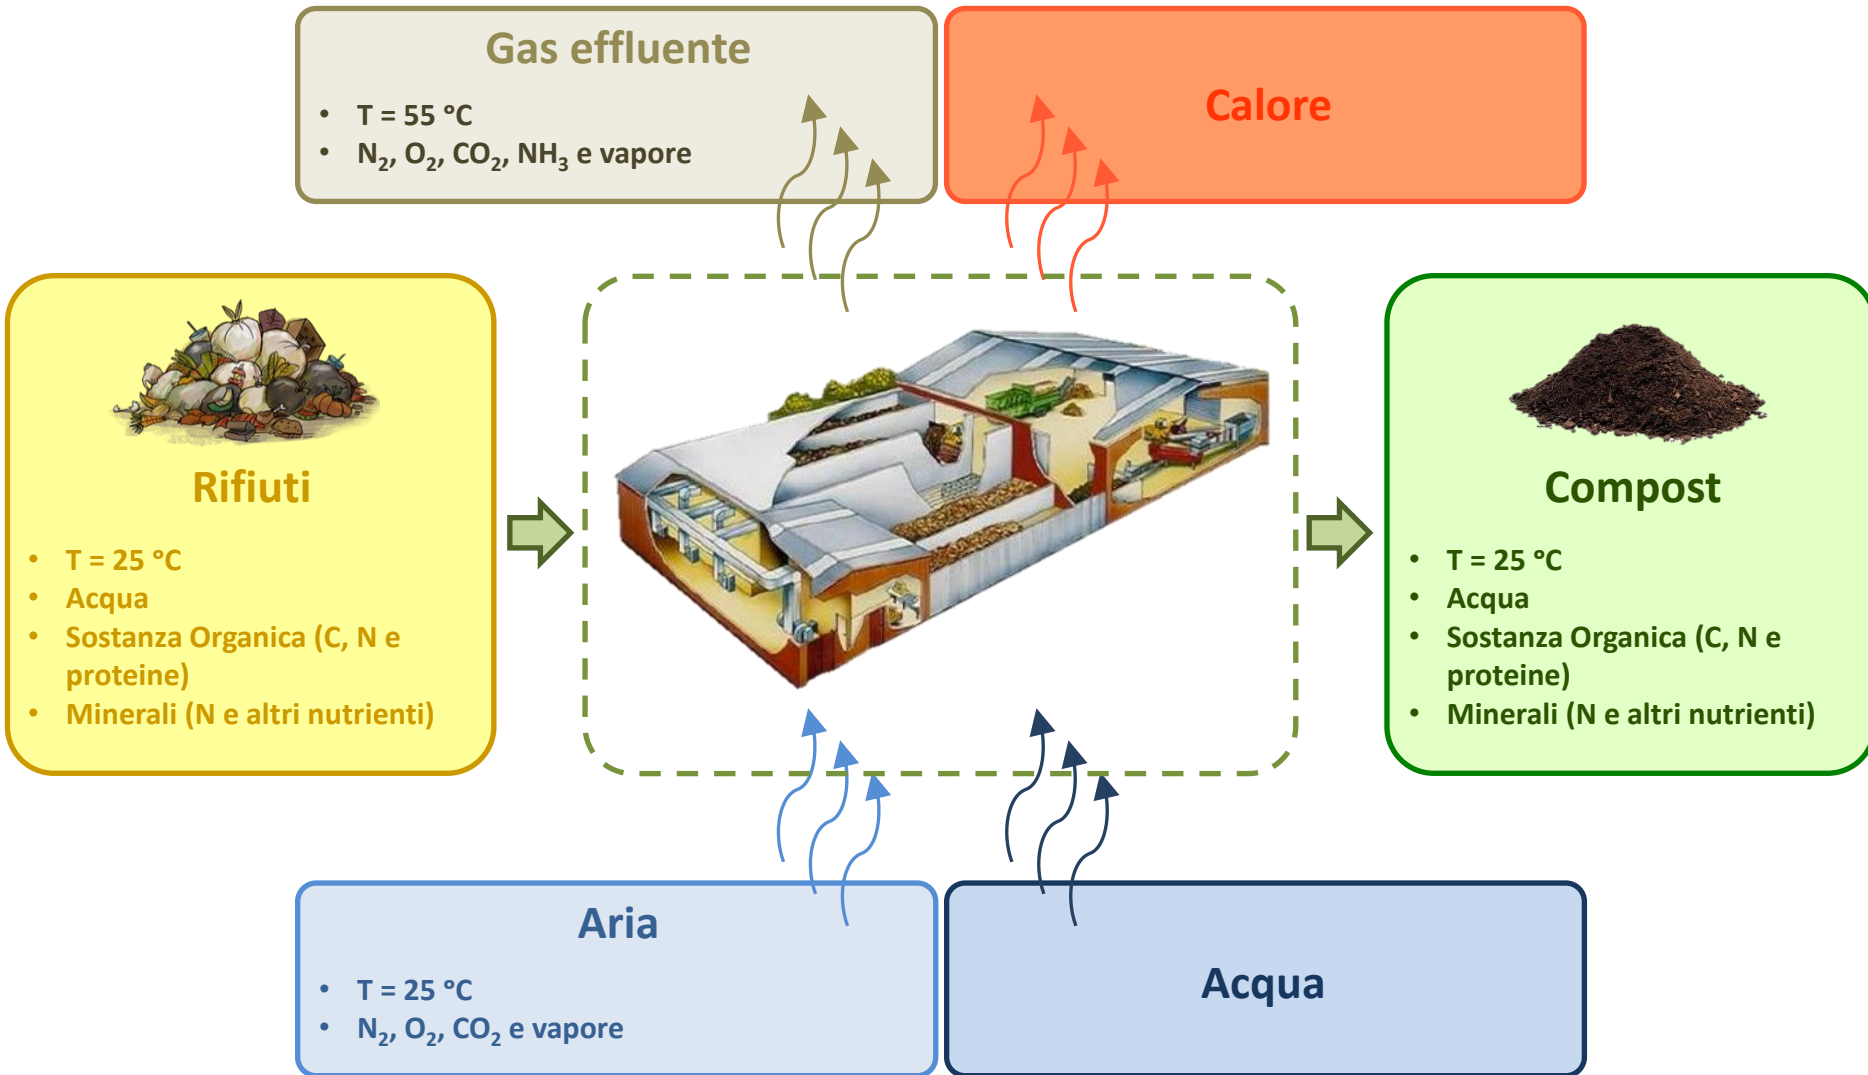 Gas effluente
• T = 55 °C
• N₂, O₂, CO₂, NH₃ e vapore
Calore
Rifiuti
• T = 25 °C
• Acqua
• Sostanza Organica (C, N e
proteine)
• Minerali (N e altri nutrienti)
Compost
• T = 25 °C
• Acqua
• Sostanza Organica (C, N e
proteine)
• Minerali (N e altri nutrienti)
Aria
• T = 25 °C
• N₂, O₂, CO₂ e vapore
Acqua